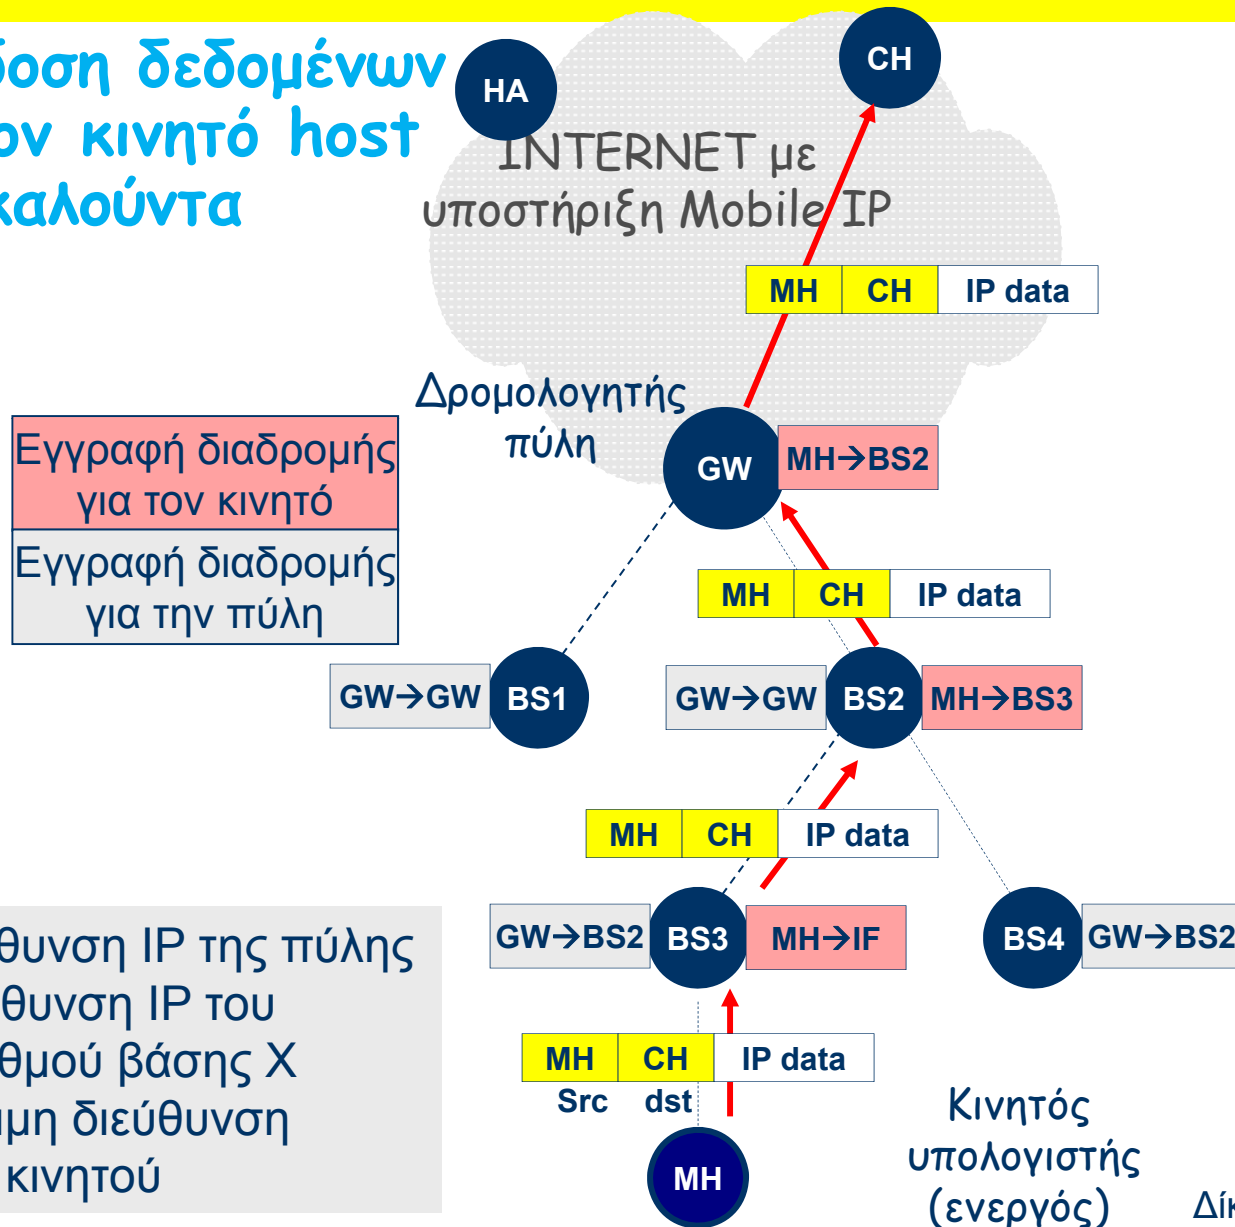 δοση δεδομένων
ον κινητό host
καλούντα
HA
CH
INTERNET με
υποστήριξη Mobile IP
MH CH IP data
Δρομολογητής
πύλη
GW
MH→BS2
Εγγραφή διαδρομής
για τον κινητό
Εγγραφή διαδρομής
για την πύλη
MH CH IP data
GW→GW
BS1
GW→GW
BS2
MH→BS3
MH CH IP data
GW→BS2
BS3
MH→IF
BS4
GW→BS2
θυνση IP της πύλης
θυνση IP του
θμού βάσης X
μη διεύθυνση
κινητού
MH CH IP data
Src dst
MH
Κινητός
υπολογιστής
(ενεργός)
Δίκ